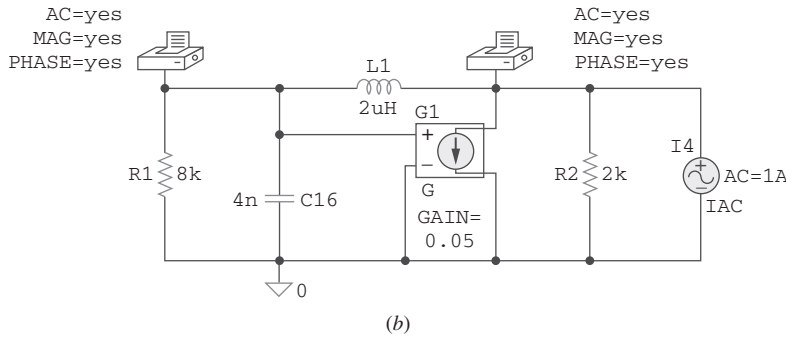 AC=yes
MAG=yes
PHASE=yes
AC=yes
MAG=yes
PHASE=yes
L1
2uH
G1
+
−
G
GAIN=
0.05
R1
8k
4n
C16
R2
2k
I4
+
−
AC=1A
IAC
0
(b)